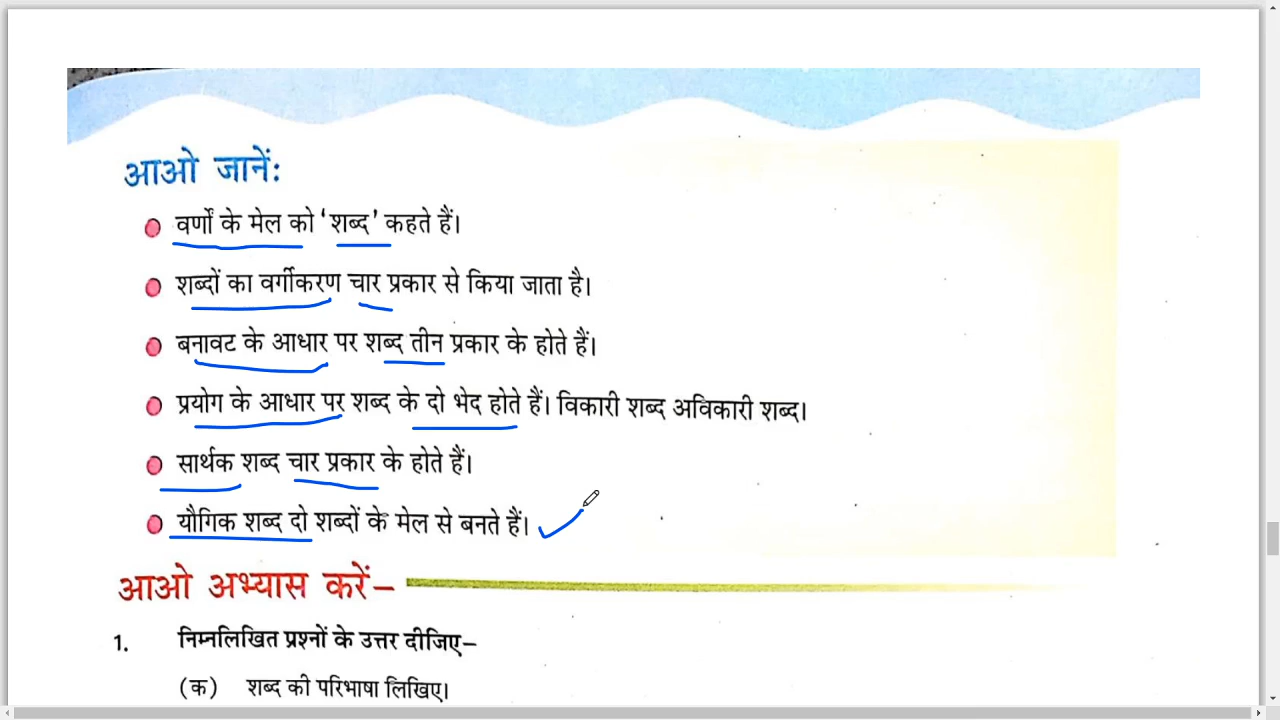 आओ जानें:
वर्णों के मेल को 'शब्द' कहते हैं।
शब्दों का वर्गीकरण चार प्रकार से किया जाता है।
बनावट के आधार पर शब्द तीन प्रकार के होते हैं।
प्रयोग के आधार पर शब्द के दो भेद होते हैं। विकारी शब्द अविकारी शब्द।
सार्थक शब्द चार प्रकार के होते हैं।
यौगिक शब्द दो शब्दों के मेल से बनते हैं।
आओ अभ्यास करें–
1. निम्नलिखित प्रश्नों के उत्तर दीजिए–
(क) शब्द की परिभाषा लिखिए।